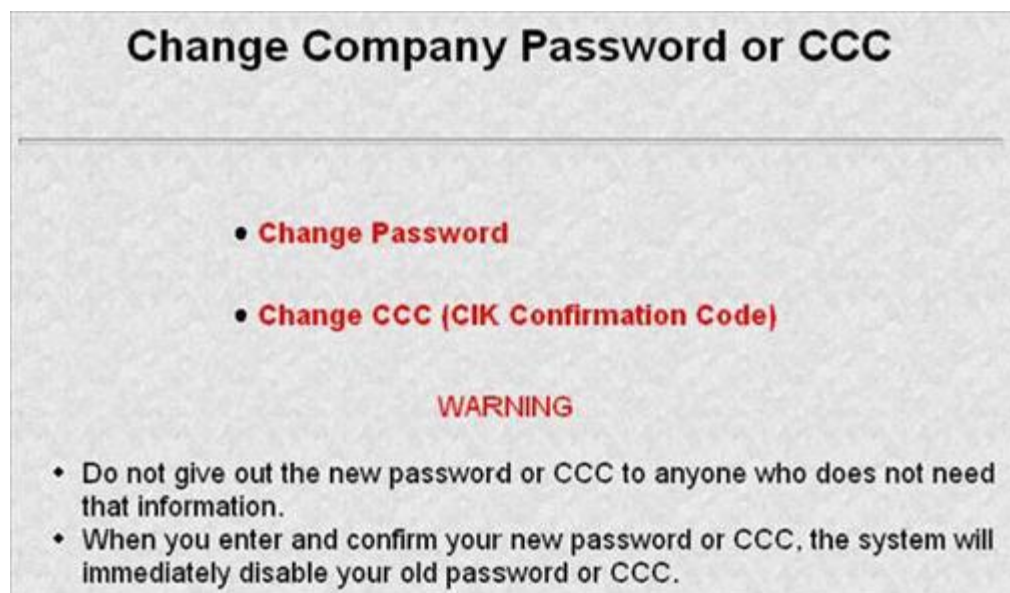 Change Company Password or CCC
• Change Password
• Change CCC (CIK Confirmation Code)
WARNING
• Do not give out the new password or CCC to anyone who does not need
that information.
• When you enter and confirm your new password or CCC, the system will
immediately disable your old password or CCC.